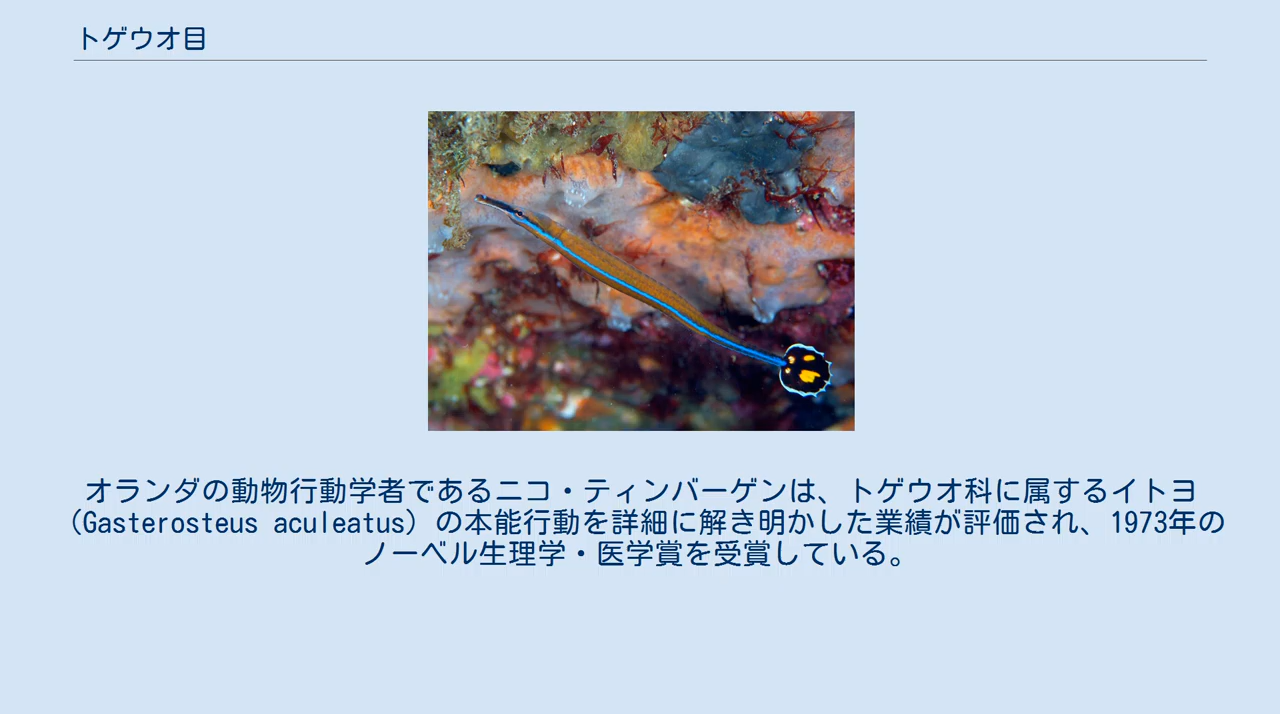 トゲウオ目
オランダの動物行動学者であるニコ・ティンバーゲンは、トゲウオ科に属するイトヨ
(Gasterosteus aculeatus) の本能行動を詳細に解き明かした業績が評価され、1973年の
ノーベル生理学・医学賞を受賞している。